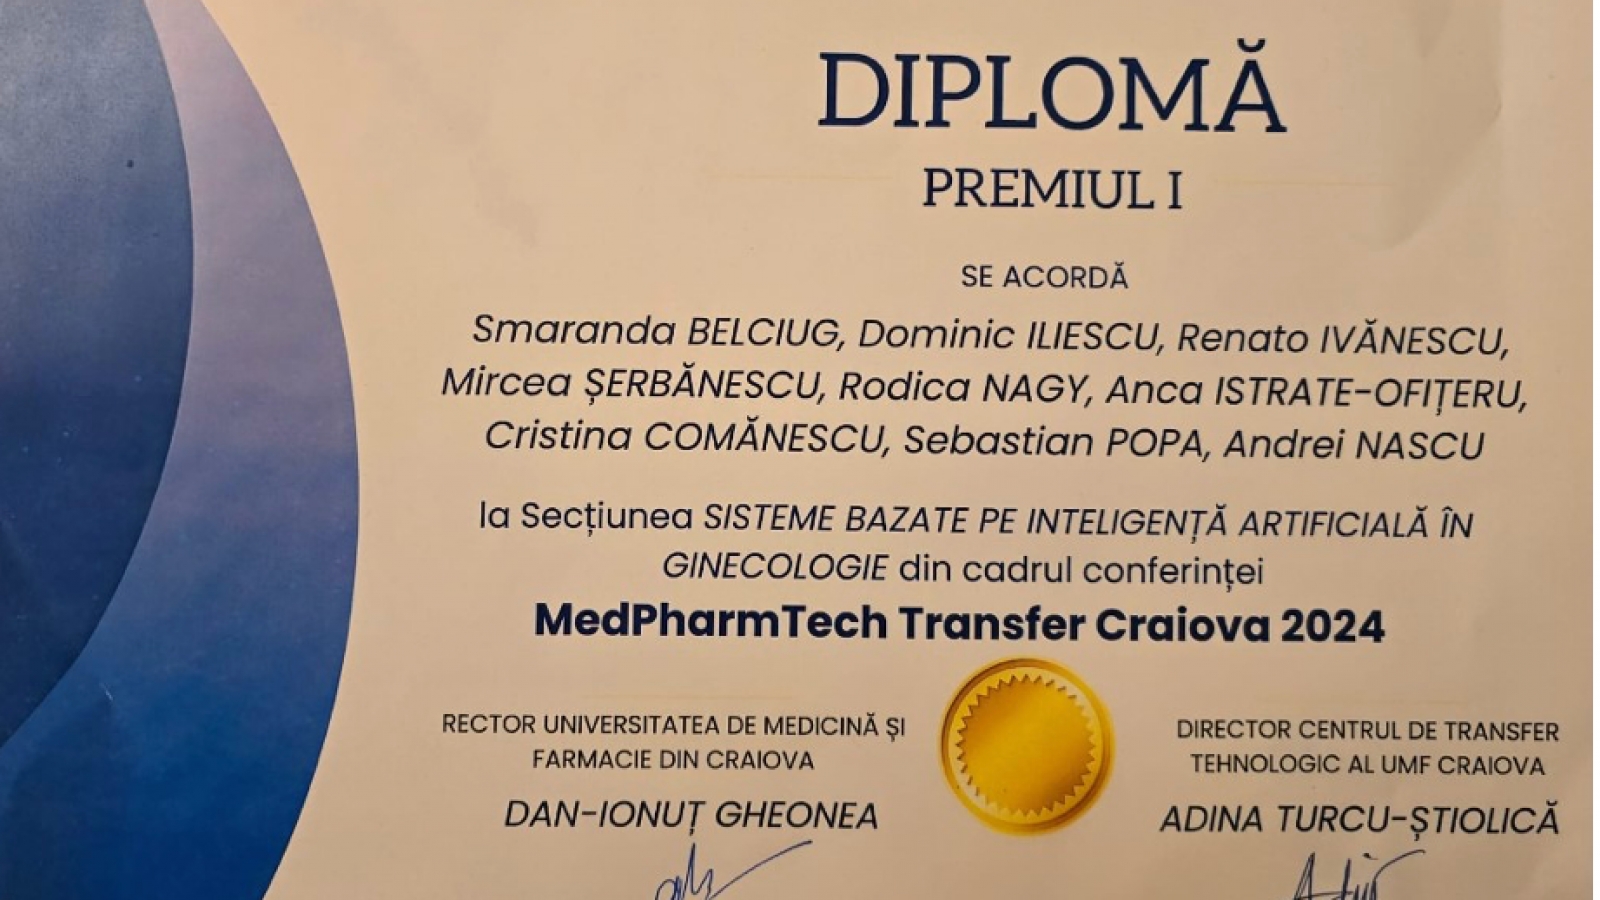 DIPLOMĂ
PREMIUL I
SE ACORDĂ
Smaranda BELCIUG, Dominic ILIESCU, Renato IVĂNESCU,
Mircea ȘERBĂNESCU, Rodica NAGY, Anca ISTRATE-OFIȚERU,
Cristina COMĂNESCU, Sebastian POPA, Andrei NASCU
la Secțiunea SISTEME BAZATE PE INTELIGENȚĂ ARTIFICIALĂ ÎN
GINECOLOGIE din cadrul conferinței
MedPharmTech Transfer Craiova 2024
RECTOR UNIVERSITATEA DE MEDICINĂ ȘI
FARMACIE DIN CRAIOVA
DAN-IONUȚ GHEONEA
DIRECTOR CENTRUL DE TRANSFER
TEHNOLOGIC AL UMF CRAIOVA
ADINA TURCU-ȘTIOLICĂ